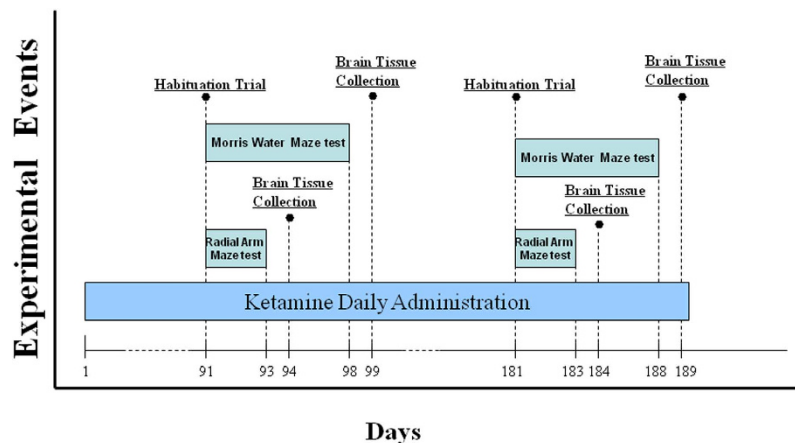 Experimental Events
Brain Tissue
Collection
Brain Tissue
Collection
Habituation Trial
Habituation Trial
Morris Water Maze test
Morris Water Maze test
Brain Tissue
Collection
Brain Tissue
Collection
Radial Arm
Maze test
Radial Arm
Maze test
Ketamine Daily Administration
1 91 93 94 98 99 181 183 184 188 189
Days